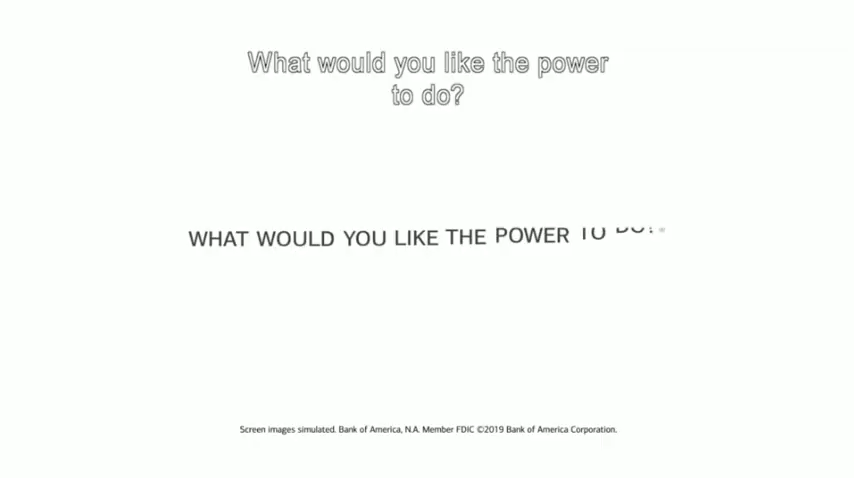 What would you like the power
to do?
WHAT WOULD YOU LIKE THE POWER TO DO?
Screen images simulated. Bank of America, N.A. Member FDIC ©2019 Bank of America Corporation.